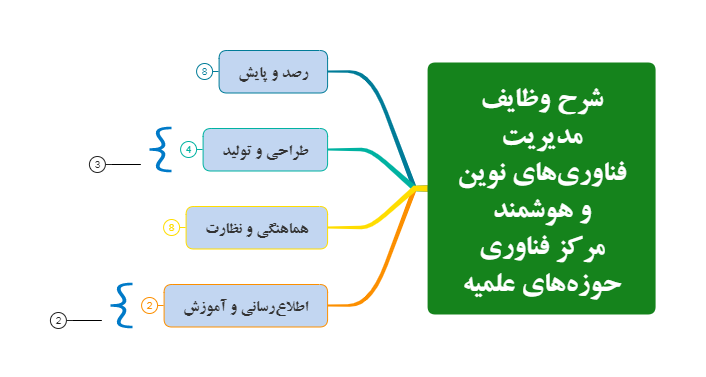 شرح وظایف
مدیریت
فناوری‌های نوین
و هوشمند
مرکز فناوری
حوزه‌های علمیه
رصد و پایش
8
طراحی و تولید
4
3
هماهنگی و نظارت
8
اطلاع‌رسانی و آموزش
2
2